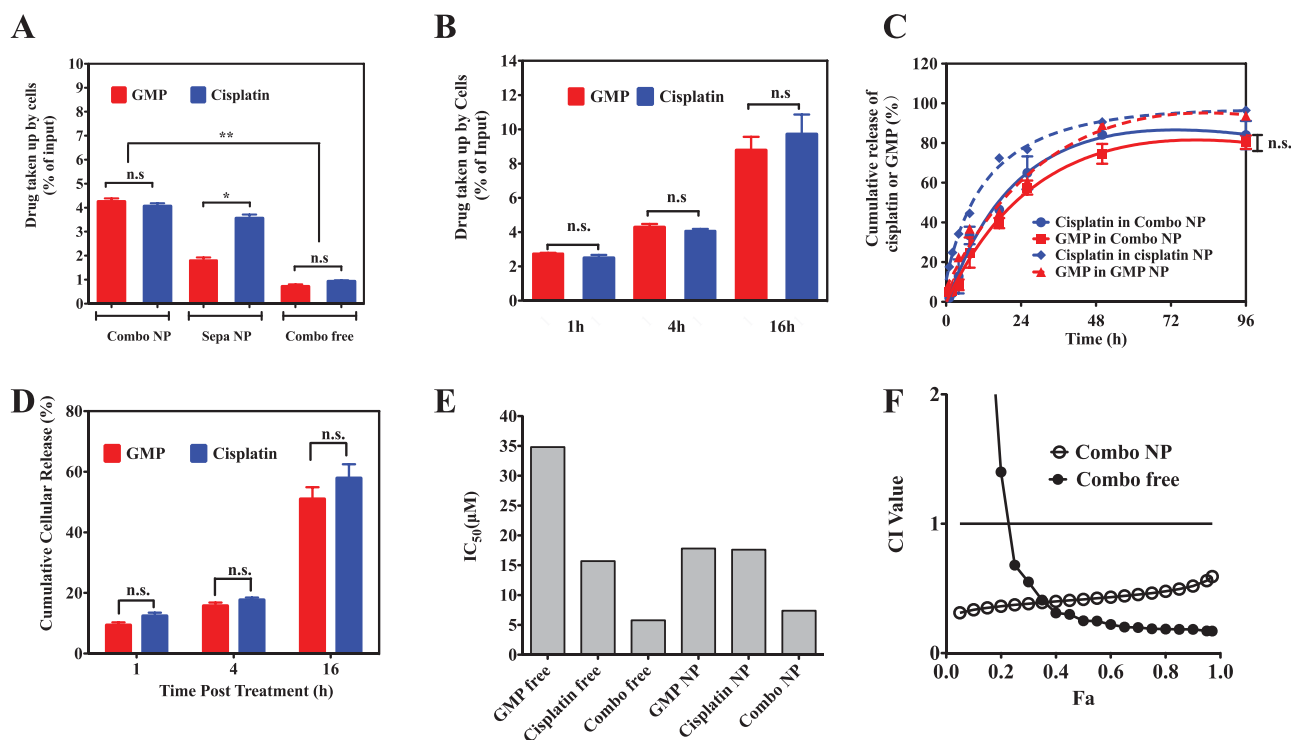 A
Drug taken up by cells
(% of Input)
10
9
8
7
6
5
4
3
2
1
0
GMP
Cisplatin
**
n.s
*
n.s
Combo NP
Sepa NP
Combo free
B
Drug taken up by Cells
(% of Input)
14
12
10
8
6
4
2
0
GMP
Cisplatin
n.s.
n.s
n.s
1h
4h
16h
C
Cumulative release of
cisplatin or GMP (%)
120
100
80
60
40
20
0
n.s.
Cisplatin in Combo NP
GMP in Combo NP
Cisplatin in cisplatin NP
GMP in GMP NP
0
24
48
72
96
Time (h)
D
Cumulative Cellular Release (%)
80
60
40
20
0
GMP
Cisplatin
n.s.
n.s.
n.s.
1
4
16
Time Post Treatment (h)
E
IC50(μM)
40
35
30
25
20
15
10
5
0
GMP free
Cisplatin free
Combo free
GMP NP
Cisplatin NP
Combo NP
F
CI Value
2
1
0
Combo NP
Combo free
0.0
0.2
0.4
0.6
0.8
1.0
Fa